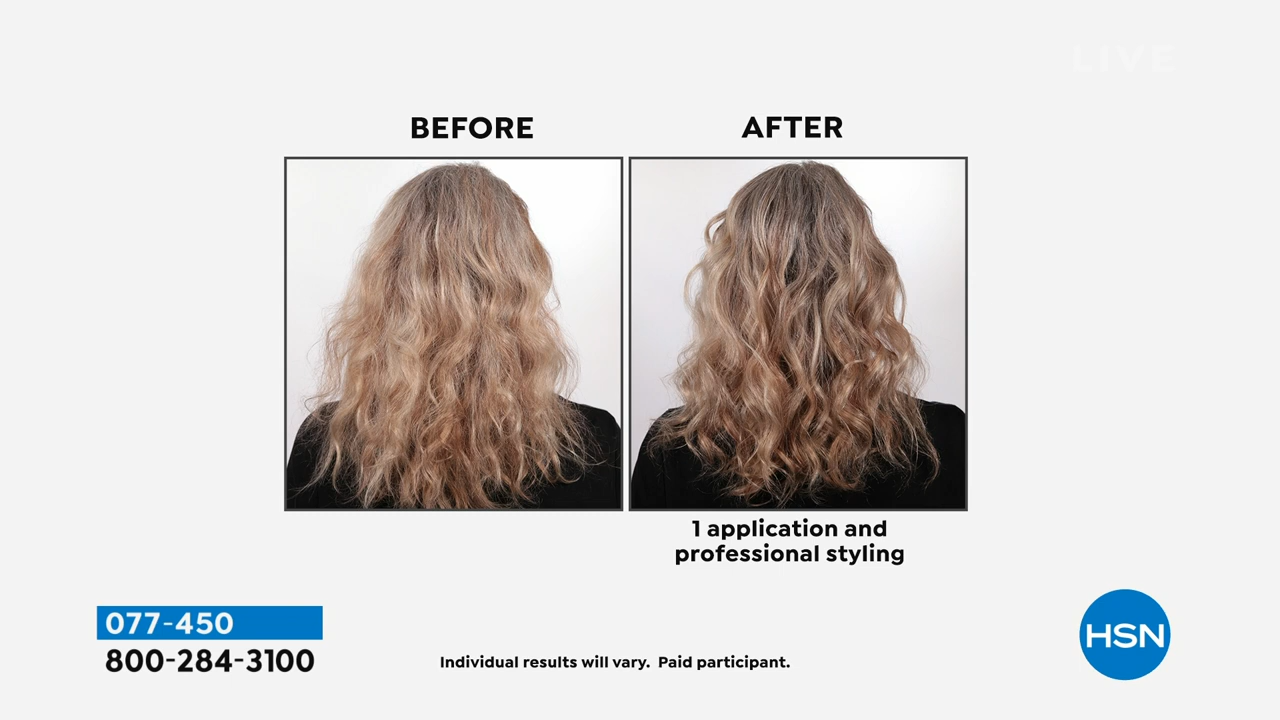 LIVE
BEFORE
AFTER
1 application and
professional styling
077-450
800-284-3100
Individual results will vary. Paid participant.
HSN